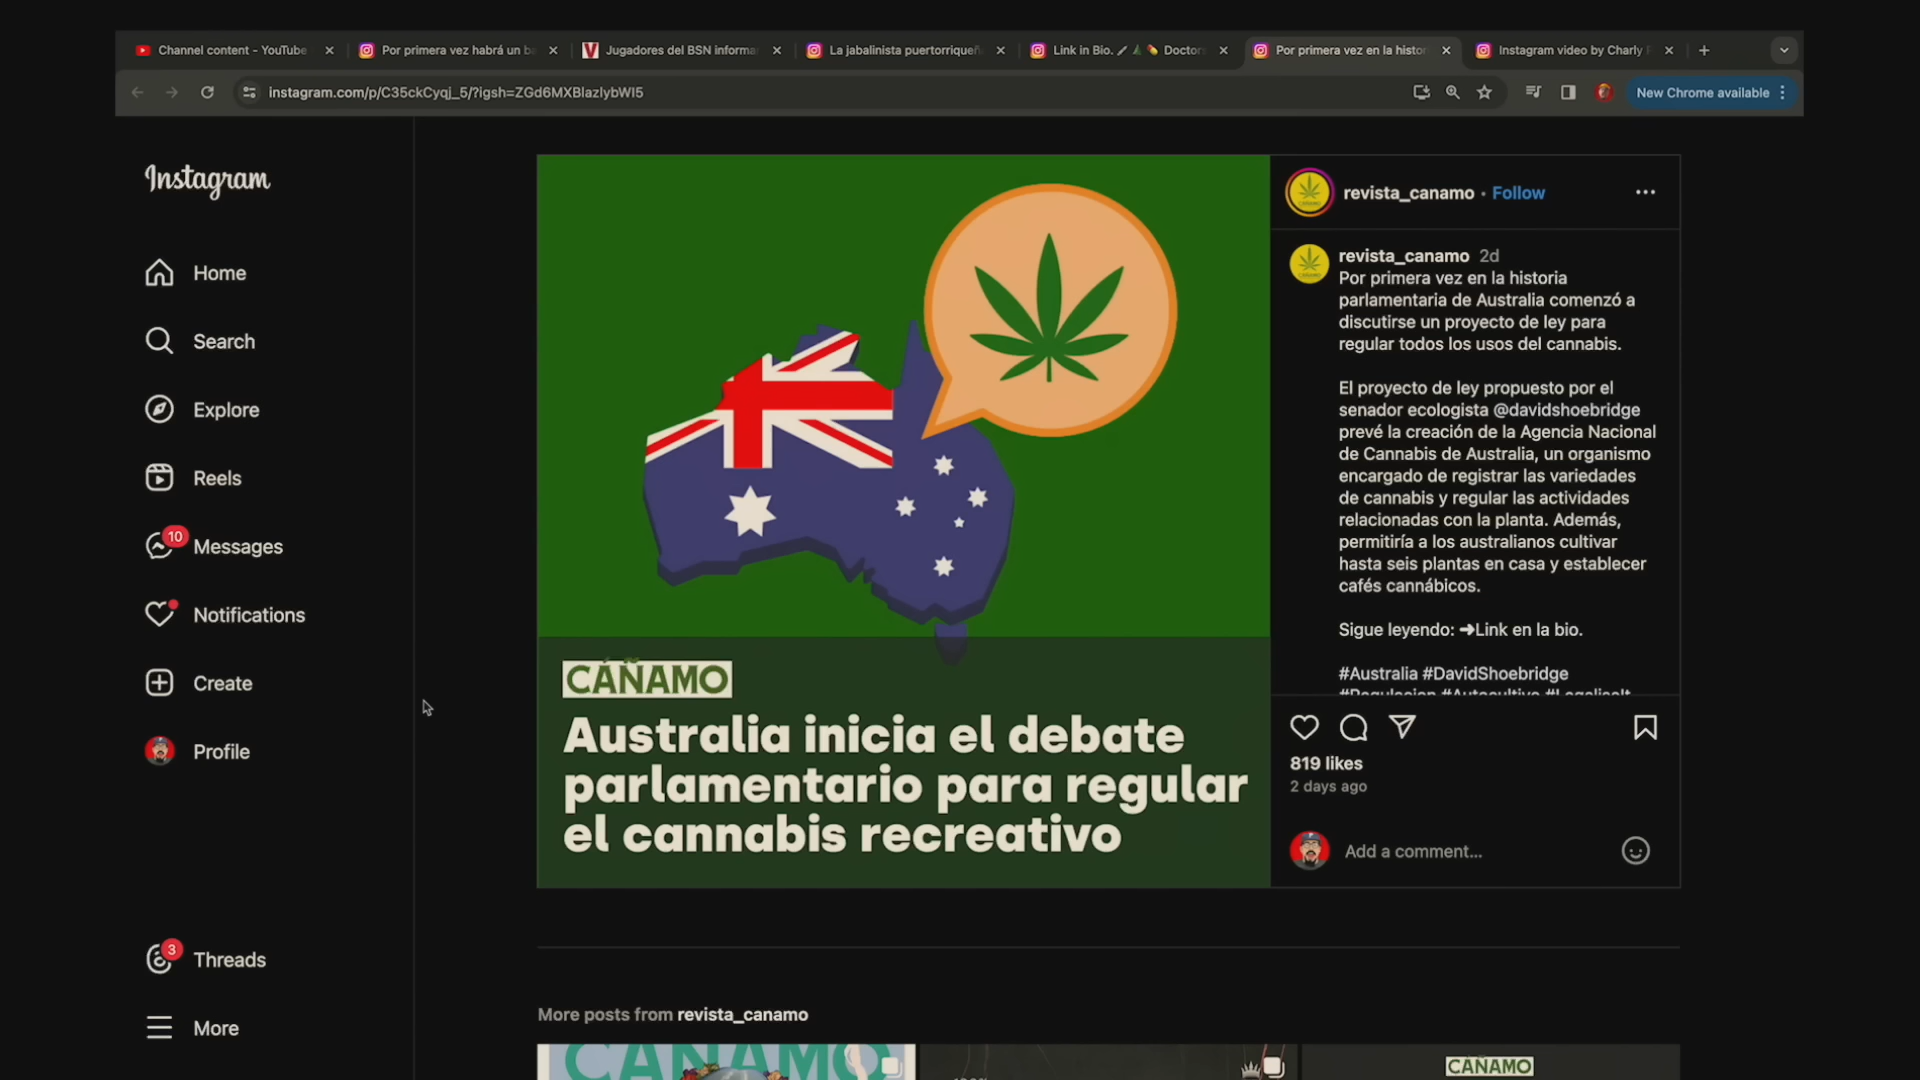 Channel content - YouTube
Por primera vez habrá un ba
Jugadores del BSN informa
La jabalinista puertorriqueñ
Link in Bio. Doctor
Por primera vez en la histor
Instagram video by Charly
instagram.com/p/C35ckCyqj_5/?igsh=ZGd6MXBlazlybWI5
New Chrome available
Instagram
Home
Search
Explore
Reels
10
Messages
Notifications
Create
Profile
3
Threads
More
CÁÑAMO
Australia inicia el debate
parlamentario para regular
el cannabis recreativo
revista_canamo • Follow
revista_canamo 2d
Por primera vez en la historia
parlamentaria de Australia comenzó a
discutirse un proyecto de ley para
regular todos los usos del cannabis.
El proyecto de ley propuesto por el
senador ecologista @davidshoebridge
prevé la creación de la Agencia Nacional
de Cannabis de Australia, un organismo
encargado de registrar las variedades
de cannabis y regular las actividades
relacionadas con la planta. Además,
permitiría a los australianos cultivar
hasta seis plantas en casa y establecer
cafés cannábicos.
Sigue leyendo: ➜Link en la bio.
#Australia #DavidShoebridge
#Regulacion #Autocultivo #LegaliseIt
819 likes
2 days ago
Add a comment...
More posts from revista_canamo
CÁÑAMO
CÁÑAMO